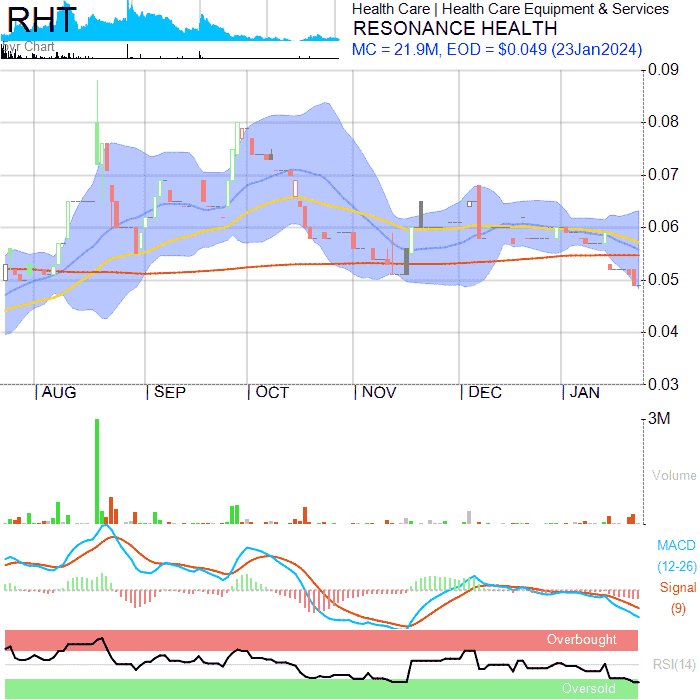 RHT
Health Care | Health Care Equipment & Services
RESONANCE HEALTH
MC = 21.9M, EOD = $0.049 (23Jan2024)
Chart
0.09
0.08
0.07
0.06
0.05
0.04
0.03
AUG
SEP
OCT
NOV
DEC
JAN
3M
Volume
MACD
(12-26)
Signal
(9)
Overbought
RSI(14)
Oversold